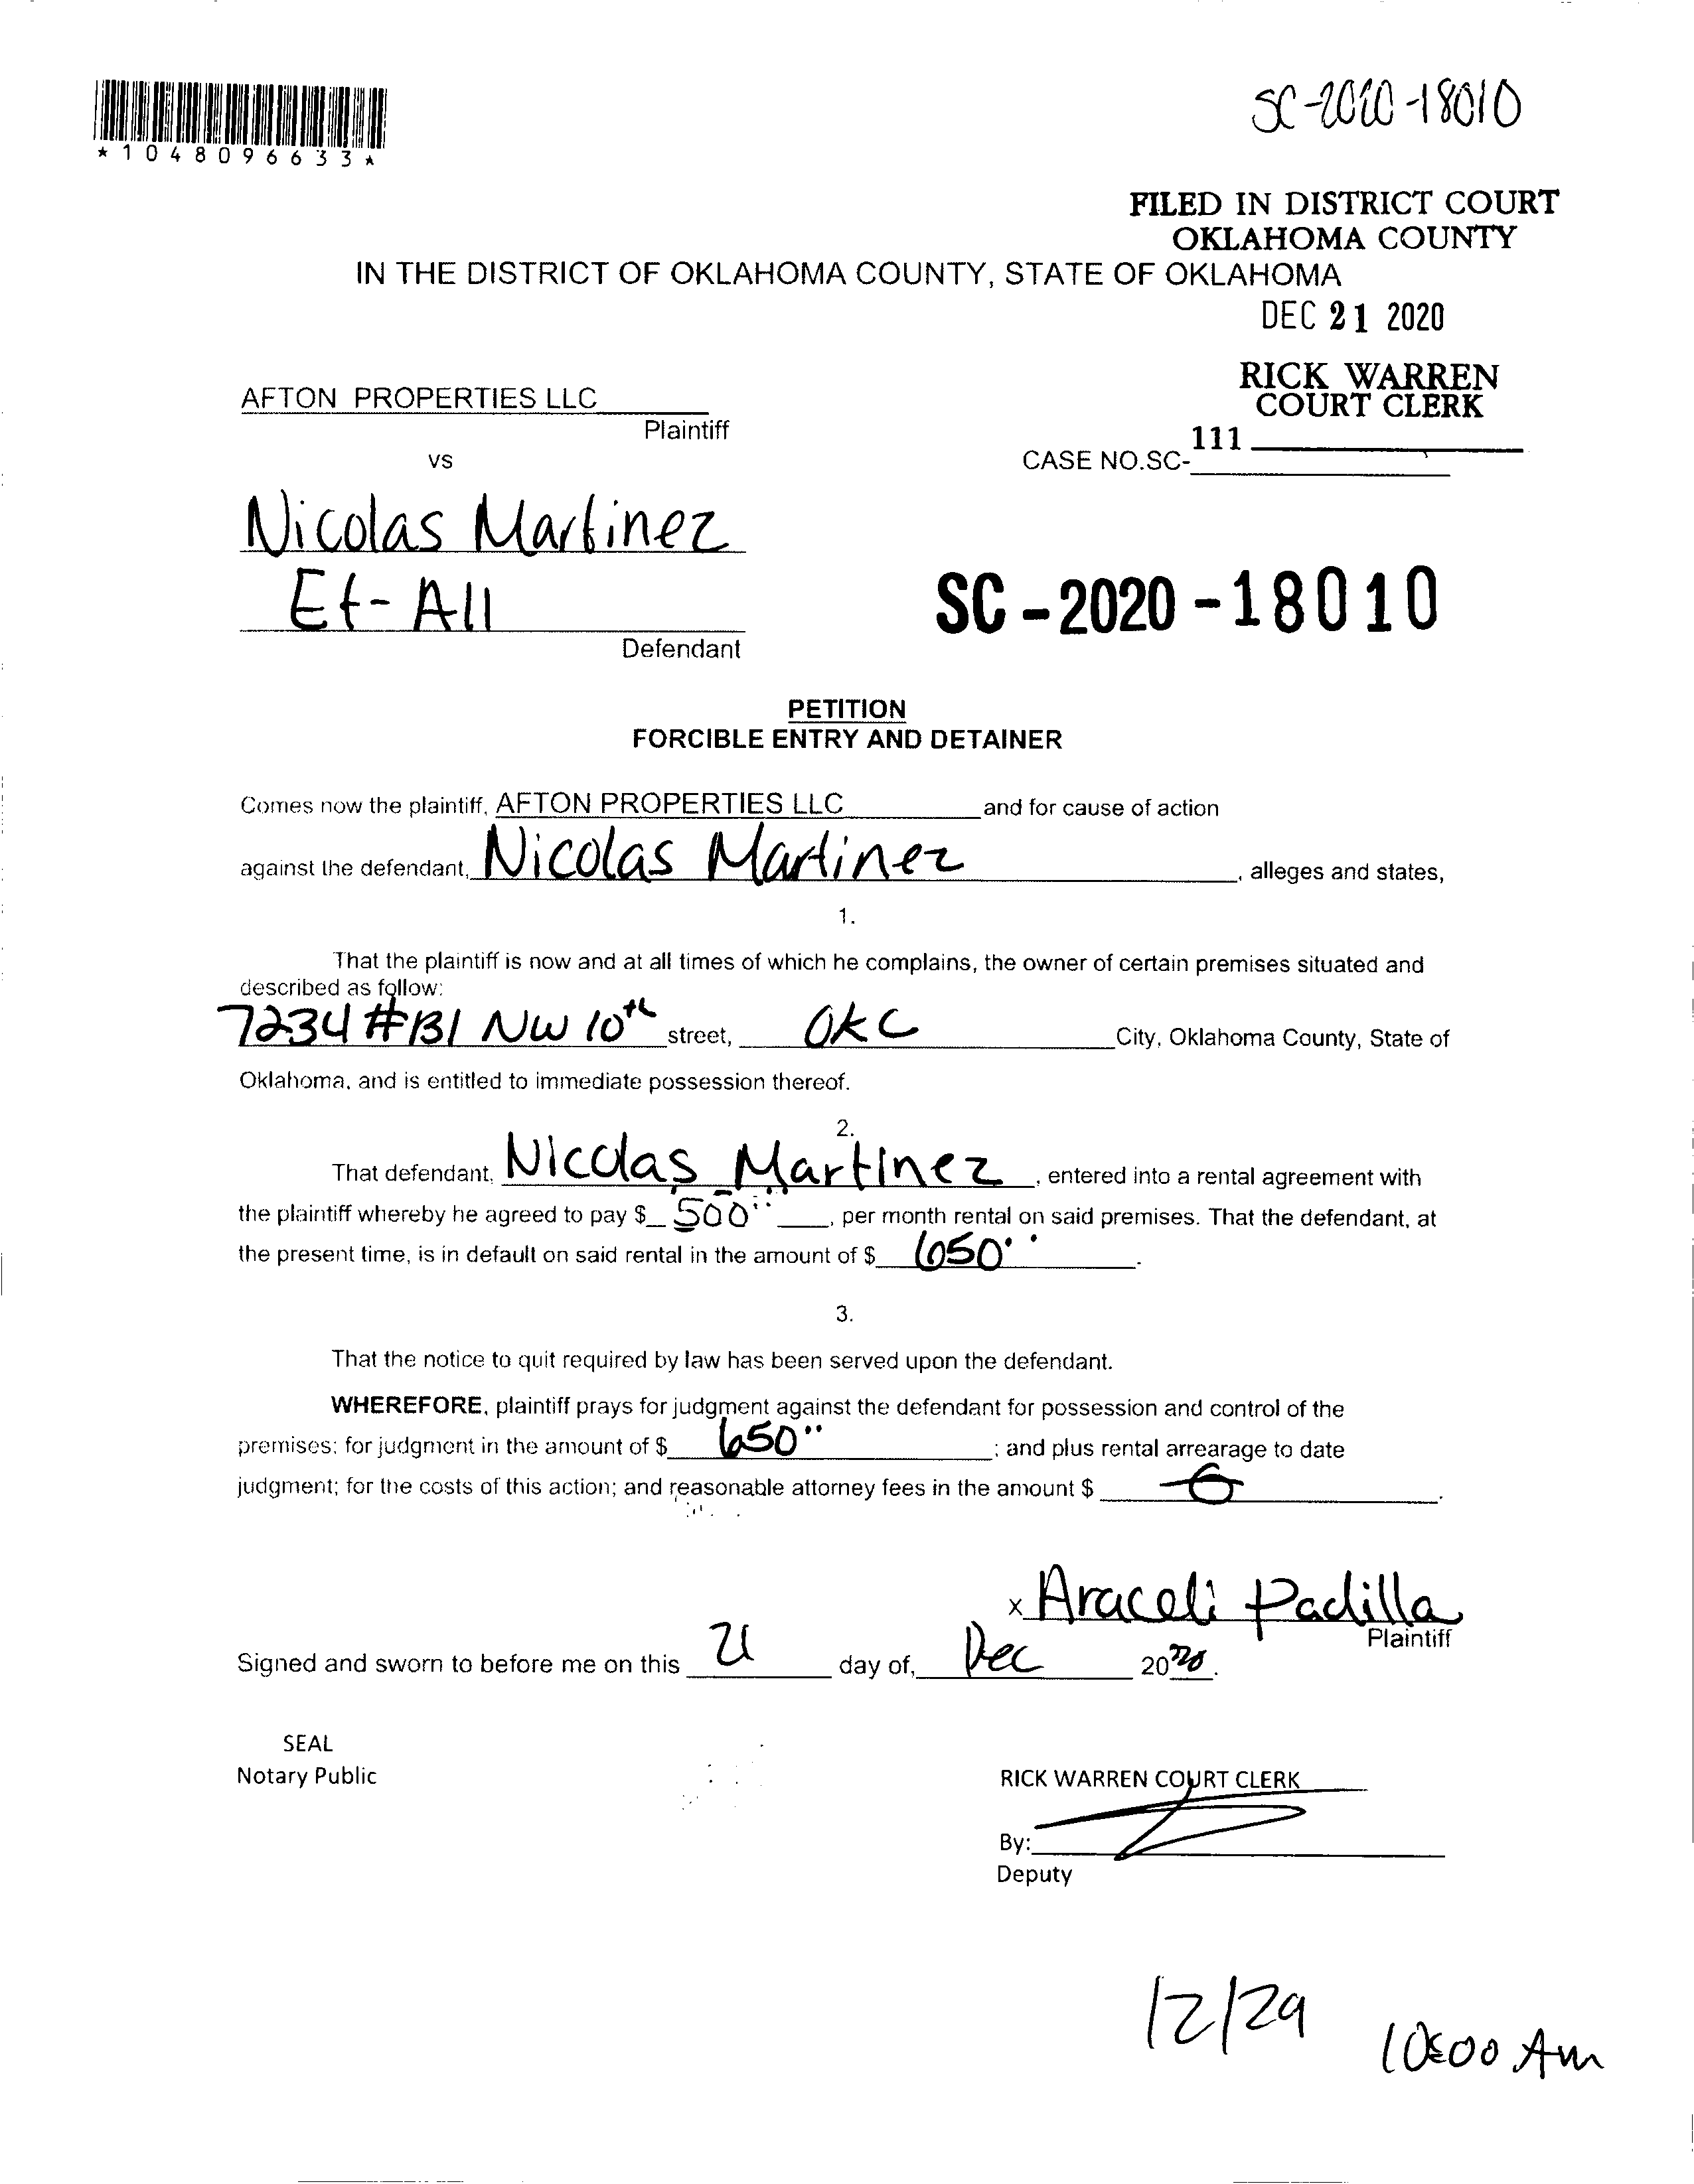 SC-2020-18010
*1048096633*
FILED IN DISTRICT COURT
OKLAHOMA COUNTY
IN THE DISTRICT OF OKLAHOMA COUNTY, STATE OF OKLAHOMA
DEC 21 2020
RICK WARREN
COURT CLERK
AFTON PROPERTIES LLC
Plaintiff
111
vs
CASE NO.SC-
Nicolas Martinez
Et-All
SC-2020-18010
Defendant
PETITION
FORCIBLE ENTRY AND DETAINER
Comes now the plaintiff, AFTON PROPERTIES LLC and for cause of action
against the defendant, Nicolas Martinez, alleges and states,
1.
That the plaintiff is now and at all times of which he complains, the owner of certain premises situated and
described as follow:
7234 #131 NW 10th street, OKC City, Oklahoma County, State of
Oklahoma, and is entitled to immediate possession thereof.
2.
That defendant, Nicolas Martinez, entered into a rental agreement with
the plaintiff whereby he agreed to pay $ 500.., per month rental on said premises. That the defendant, at
the present time, is in default on said rental in the amount of $ 650...
3.
That the notice to quit required by law has been served upon the defendant.
WHEREFORE, plaintiff prays for judgment against the defendant for possession and control of the
premises; for judgment in the amount of $ 650..; and plus rental arrearage to date
judgment; for the costs of this action; and reasonable attorney fees in the amount $ 0.
x Araceli Padilla
Plaintiff
Signed and sworn to before me on this 21 day of, Dec 2020.
SEAL
Notary Public
RICK WARREN COURT CLERK
By:
Deputy
12/29
10:00 Am